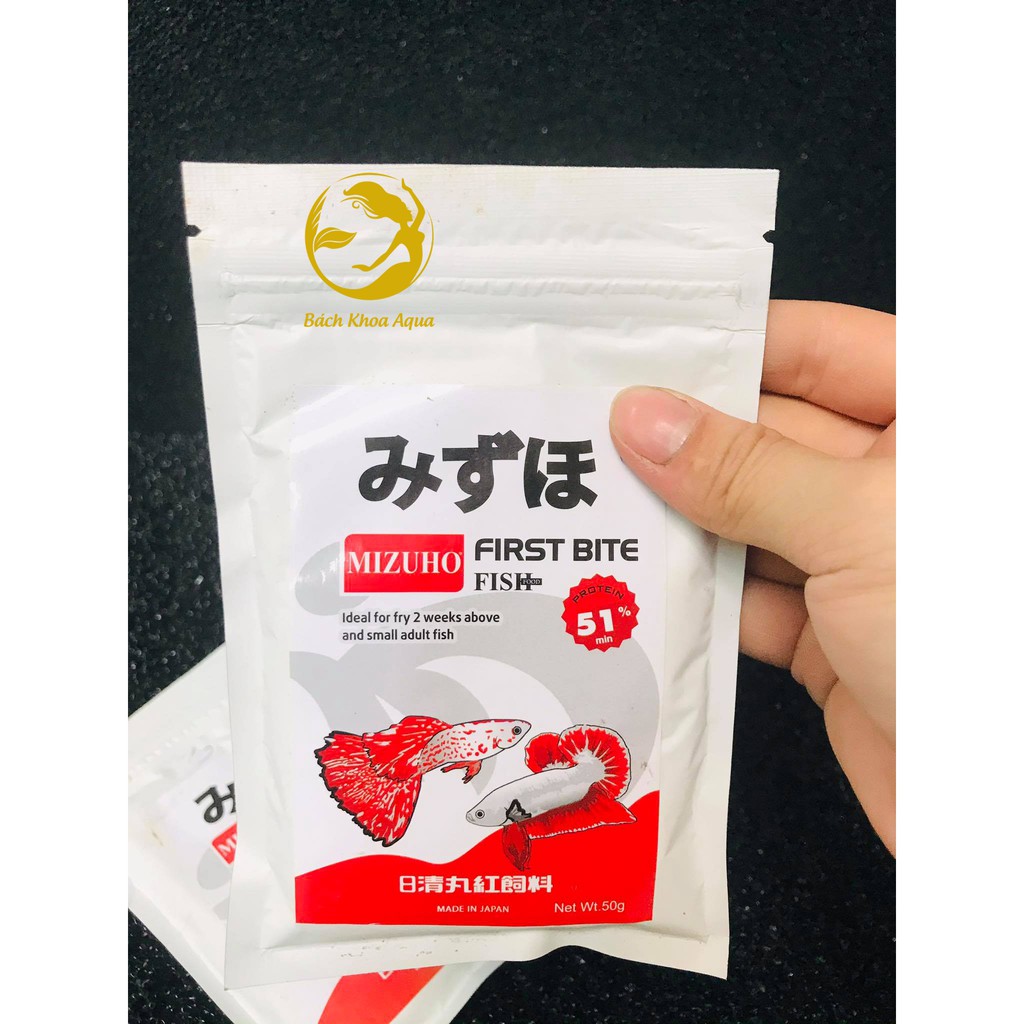 Bách Khoa Aqua
みずほ
MIZUHO
FIRST BITE
FISH FOOD
Ideal for fry 2 weeks above
and small adult fish
PROTEIN
51%
min
日清丸紅飼料
MADE IN JAPAN
Net Wt.50g
み